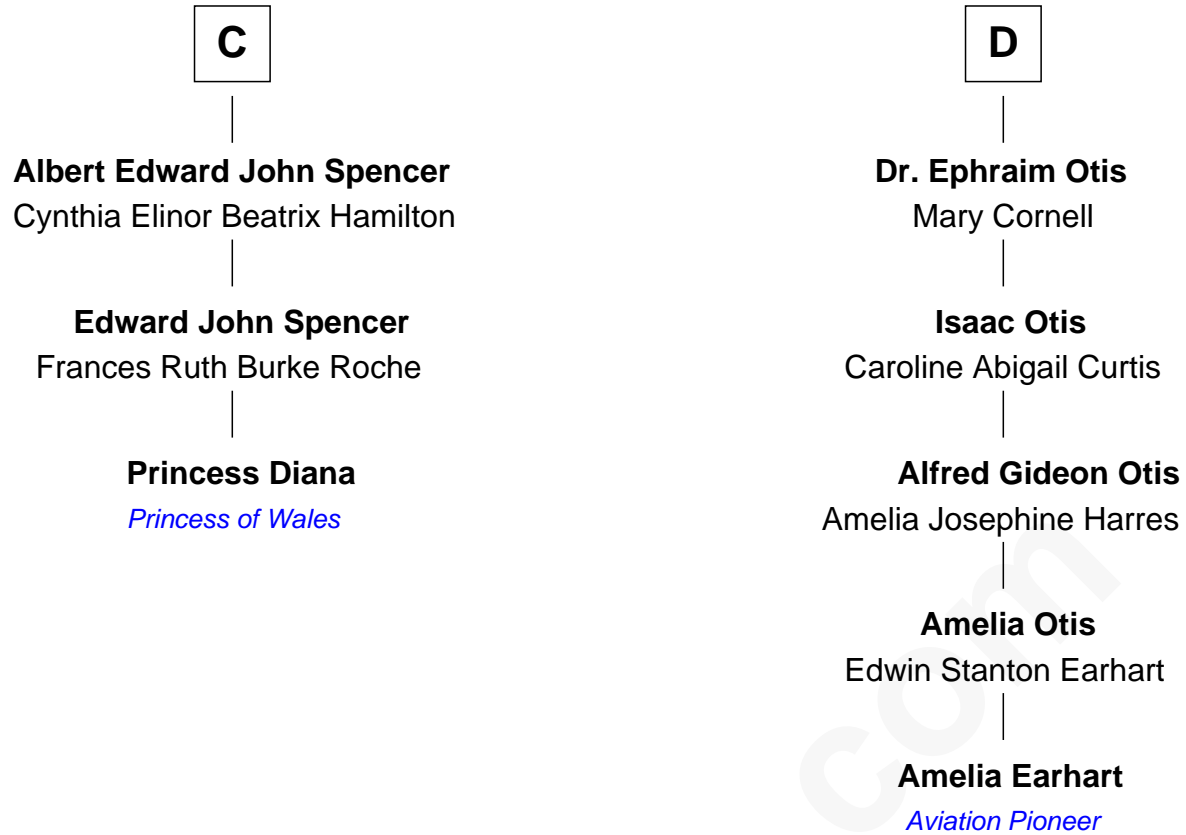 C
Albert Edward John Spencer
Cynthia Elinor Beatrix Hamilton
Edward John Spencer
Frances Ruth Burke Roche
Princess Diana
Princess of Wales
D
Dr. Ephraim Otis
Mary Cornell
Isaac Otis
Caroline Abigail Curtis
Alfred Gideon Otis
Amelia Josephine Harres
Amelia Otis
Edwin Stanton Earhart
Amelia Earhart
Aviation Pioneer
com